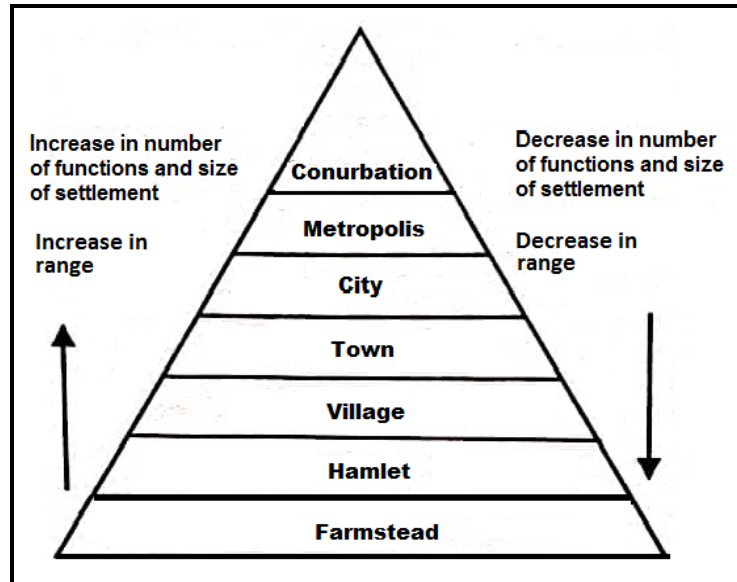 Increase in number
of functions and size
of settlement
Increase in
range
Decrease in number
of functions and size
of settlement
Decrease in
range
Conurbation
Metropolis
City
Town
Village
Hamlet
Farmstead